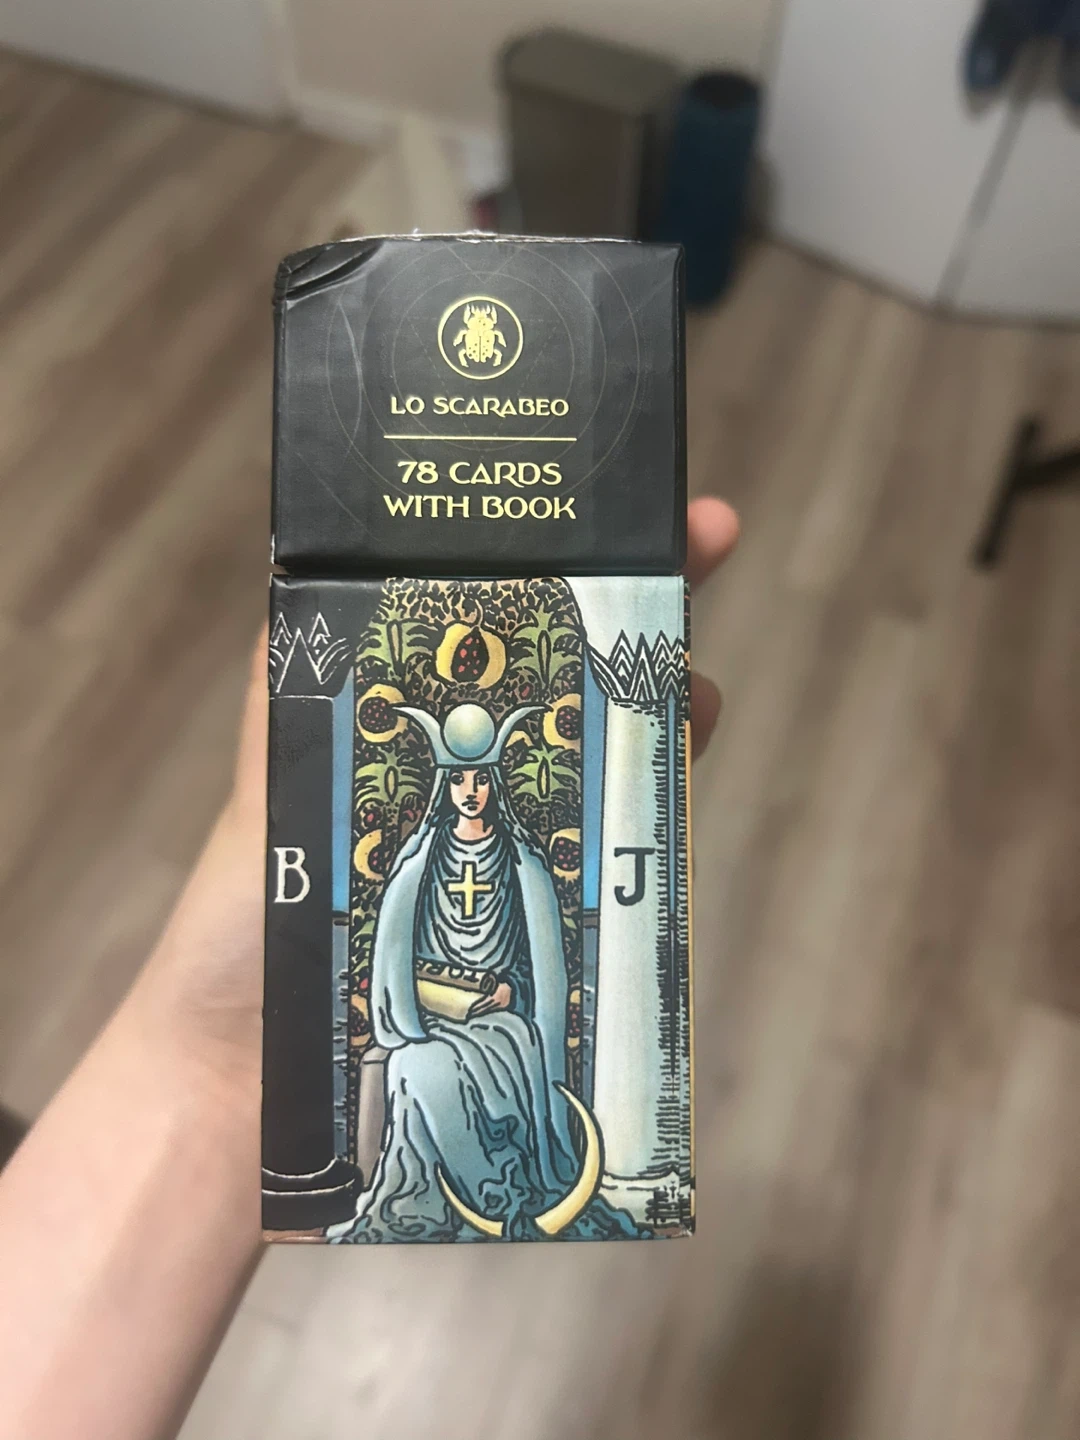 LO SCARABEO
78 CARDS
WITH BOOK
B J